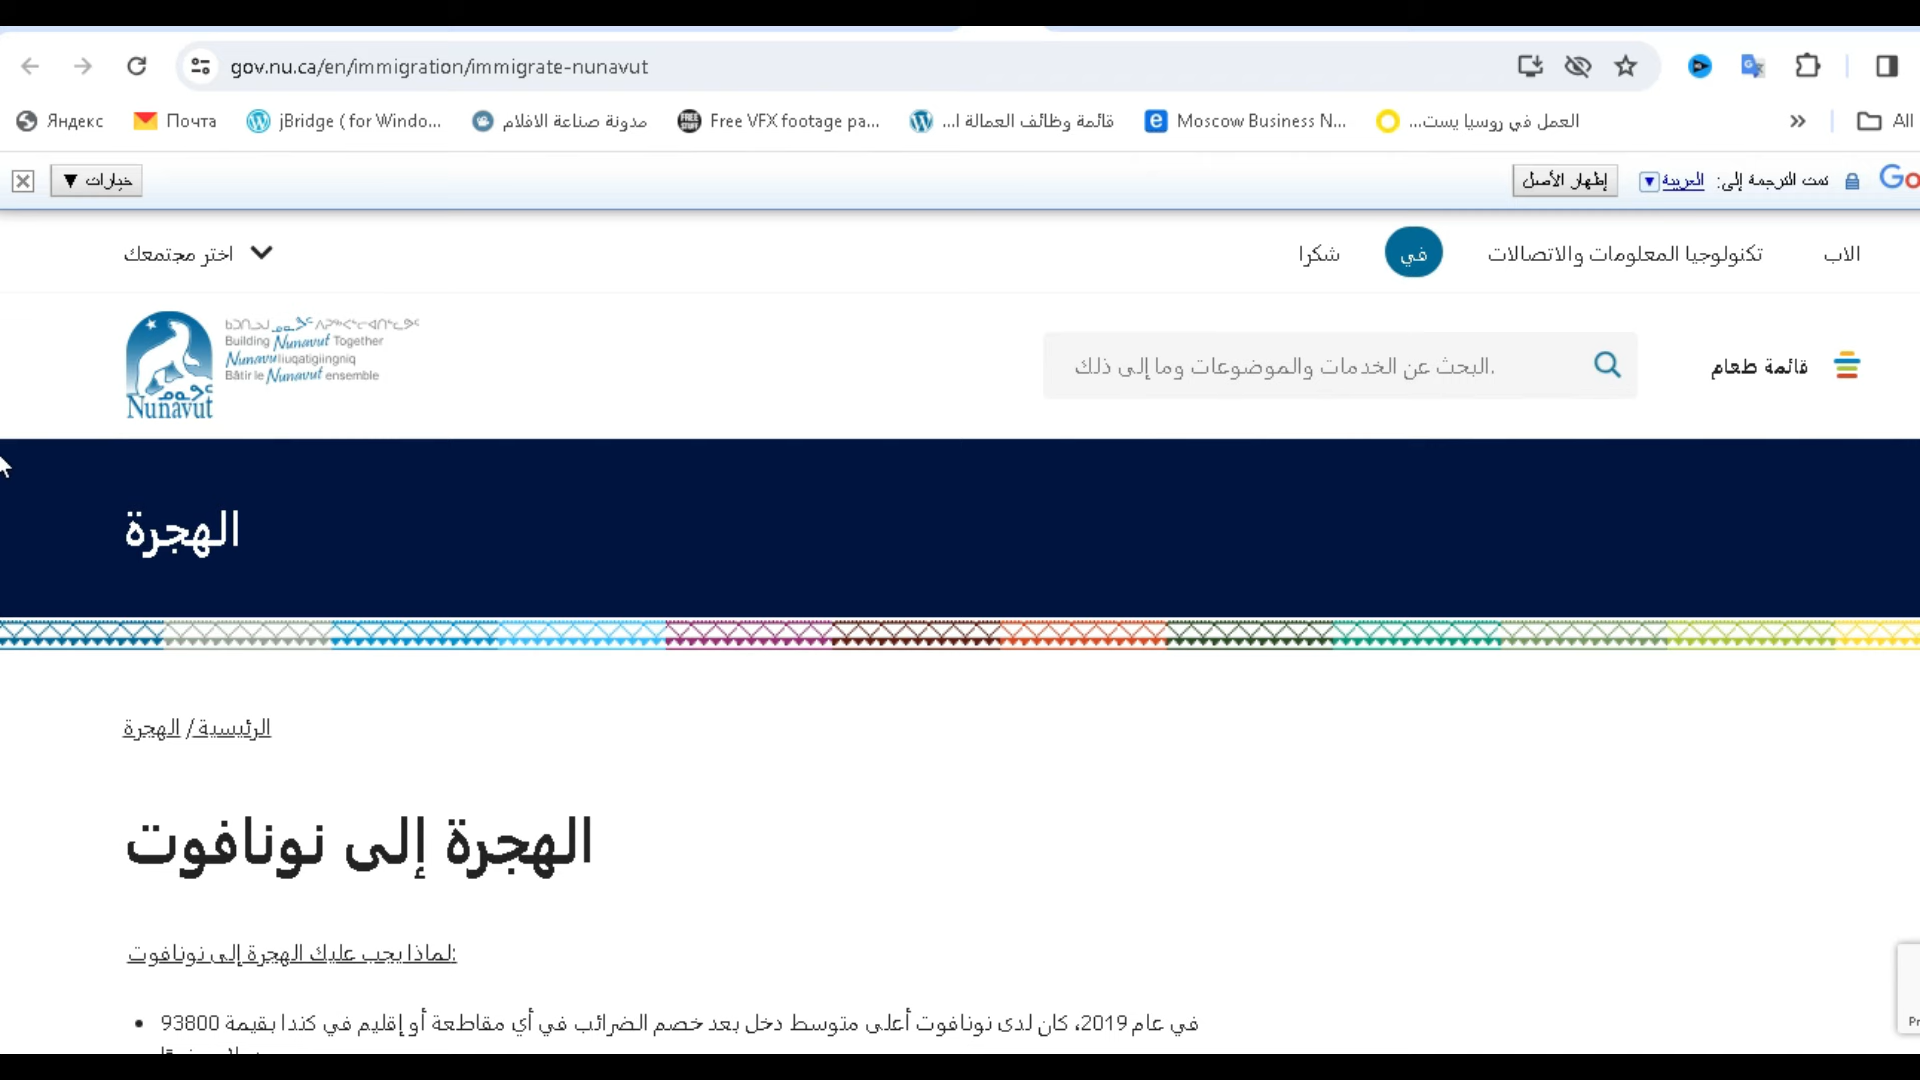 gov.nu.ca/en/immigration/immigrate-nunavut
Яндекс
Почта
jBridge ( for Windo...
مدونة صناعة الافلام
Free VFX footage pa...
قائمة وظائف العمالة ا...
Moscow Business N...
العمل في روسيا يست...
All
خيارات ▼
تمت الترجمة إلى: العربية
إظهار الأصل
Go
اختر مجتمعك
شكرا
في
تكنولوجيا المعلومات والاتصالات
الاب
Building Nunavut Together
Nunavuliuqatigiingniq
Bâtir le Nunavut ensemble
ᓄᓇᕗᑦ
Nunavut
البحث عن الخدمات والموضوعات وما إلى ذلك.
قائمة طعام
الهجرة
الرئيسية / الهجرة
الهجرة إلى نونافوت
لماذا يجب عليك الهجرة إلى نونافوت:
• في عام 2019، كان لدى نونافوت أعلى متوسط دخل بعد خصم الضرائب في أي مقاطعة أو إقليم في كندا بقيمة 93800